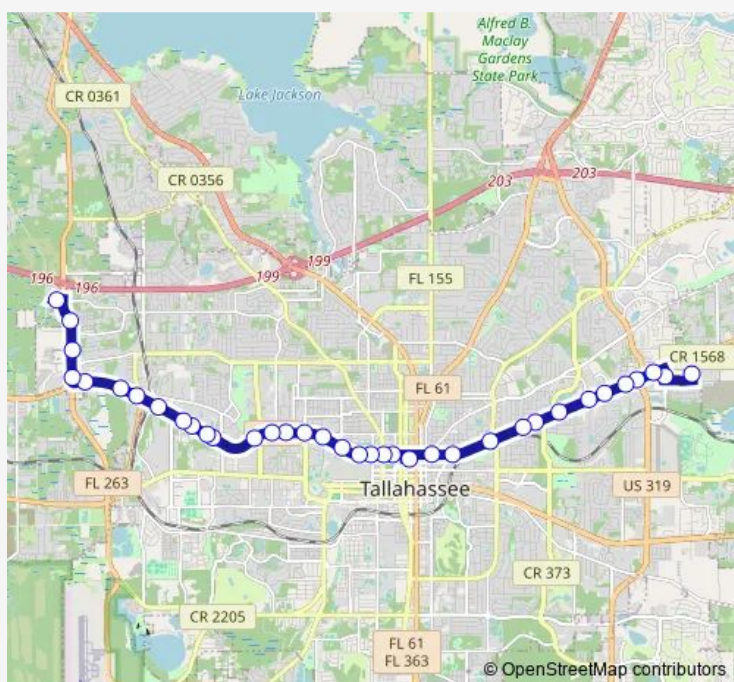 Alfred B.
Maclay
Gardens
State Park
CR 0361
Lake Jackson
CR 0356
203
203
199
199
FL 155
196
196
CR 1568
FL 61
Tallahassee
FL 263
US 319
CR 373
CR 2205
FL 61
FL 363
© OpenStreetMap contributors